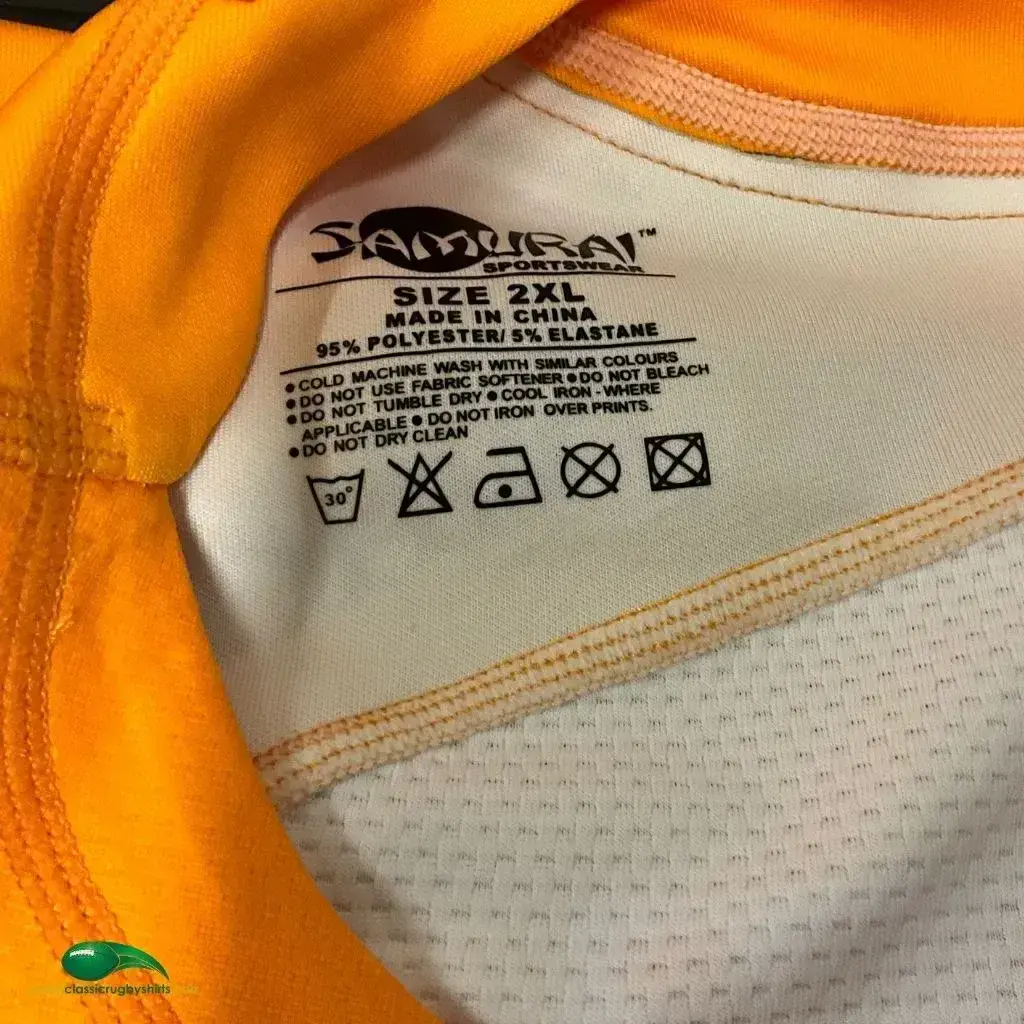 SAMURAI™
SPORTSWEAR
SIZE 2XL
MADE IN CHINA
95% POLYESTER/ 5% ELASTANE
● COLD MACHINE WASH WITH SIMILAR COLOURS
● DO NOT USE FABRIC SOFTENER ● DO NOT BLEACH
● DO NOT TUMBLE DRY ● COOL IRON - WHERE
APPLICABLE ● DO NOT IRON OVER PRINTS.
● DO NOT DRY CLEAN
30°
classicrugbyshirts